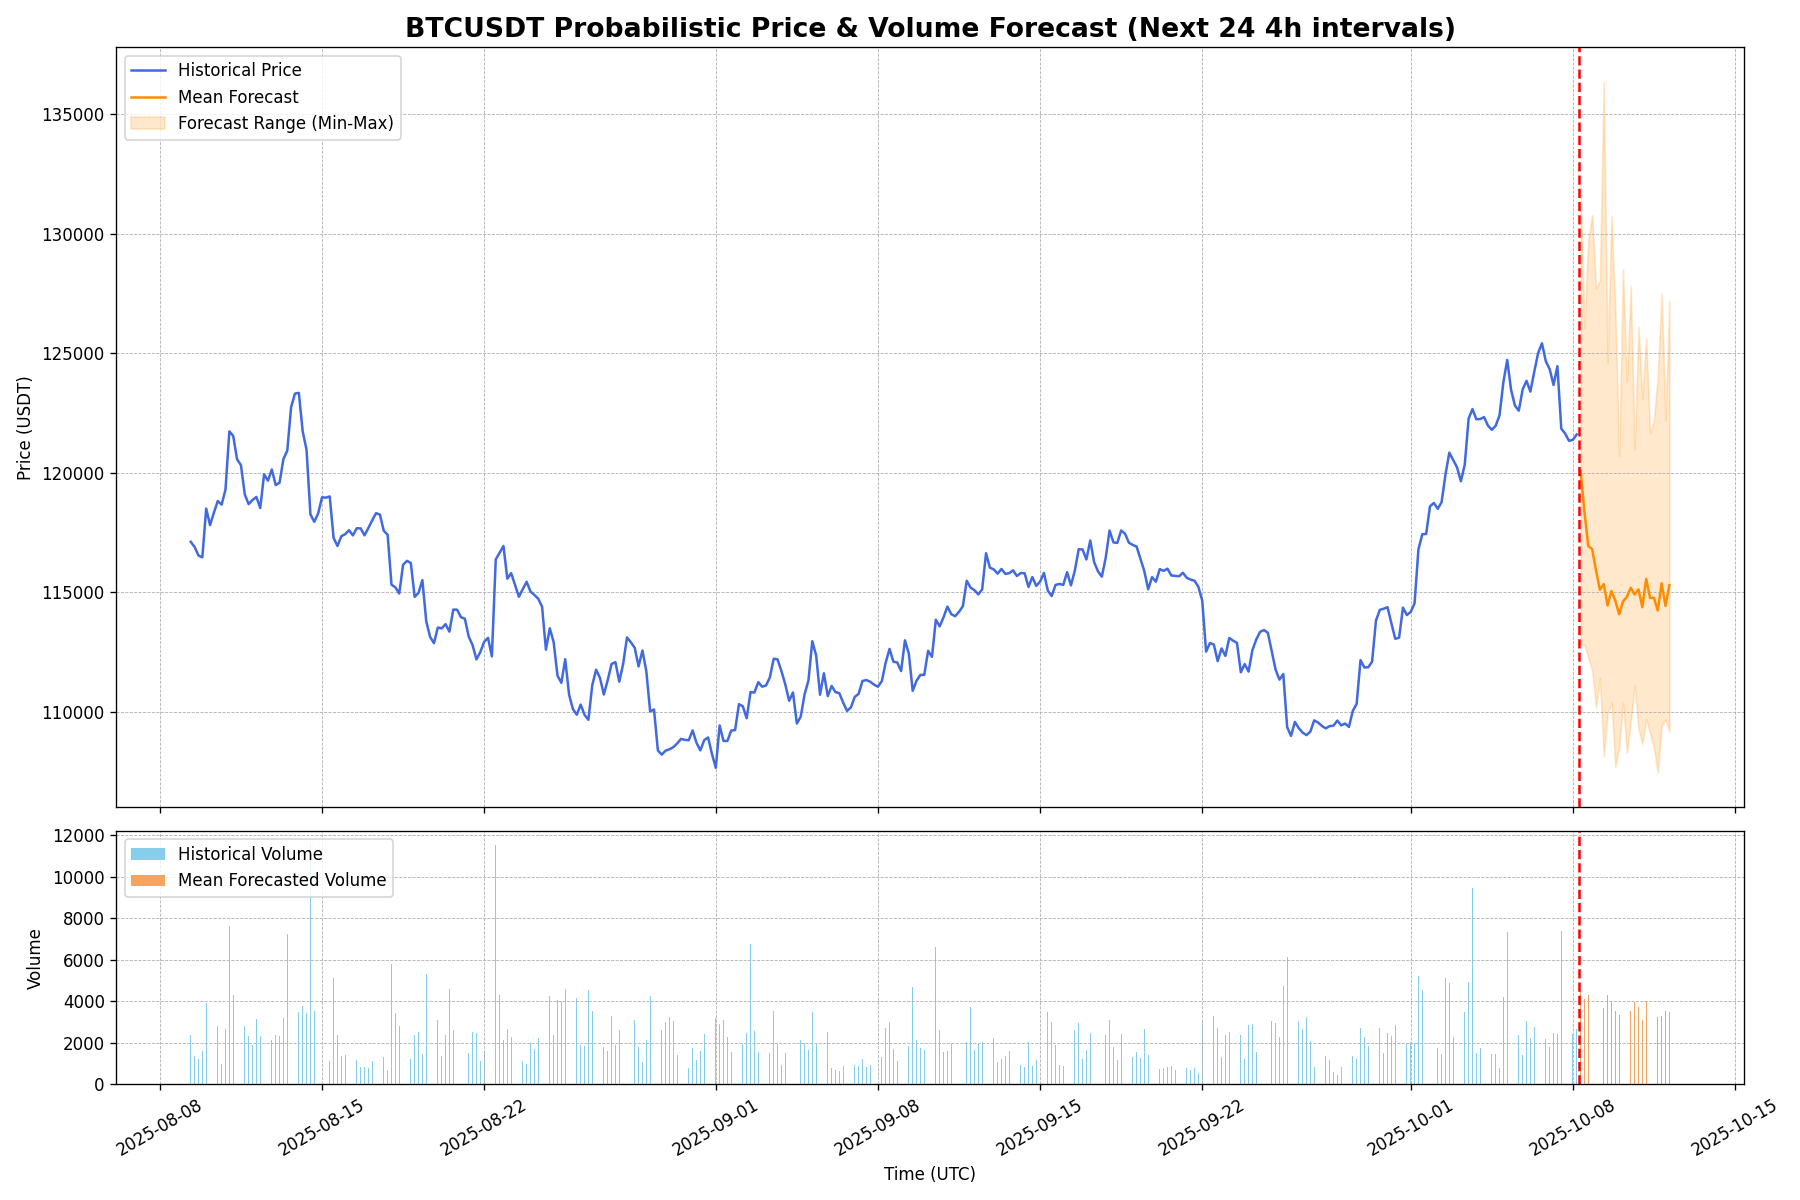 BTCUSDT Probabilistic Price & Volume Forecast (Next 24 4h intervals)
Historical Price
Mean Forecast
Forecast Range (Min-Max)
Price (USDT)
135000
130000
125000
120000
115000
110000
Historical Volume
Mean Forecasted Volume
Volume
12000
10000
8000
6000
4000
2000
0
2025-08-08
2025-08-15
2025-08-22
2025-09-01
2025-09-08
2025-09-15
2025-09-22
2025-10-01
2025-10-08
2025-10-15
Time (UTC)